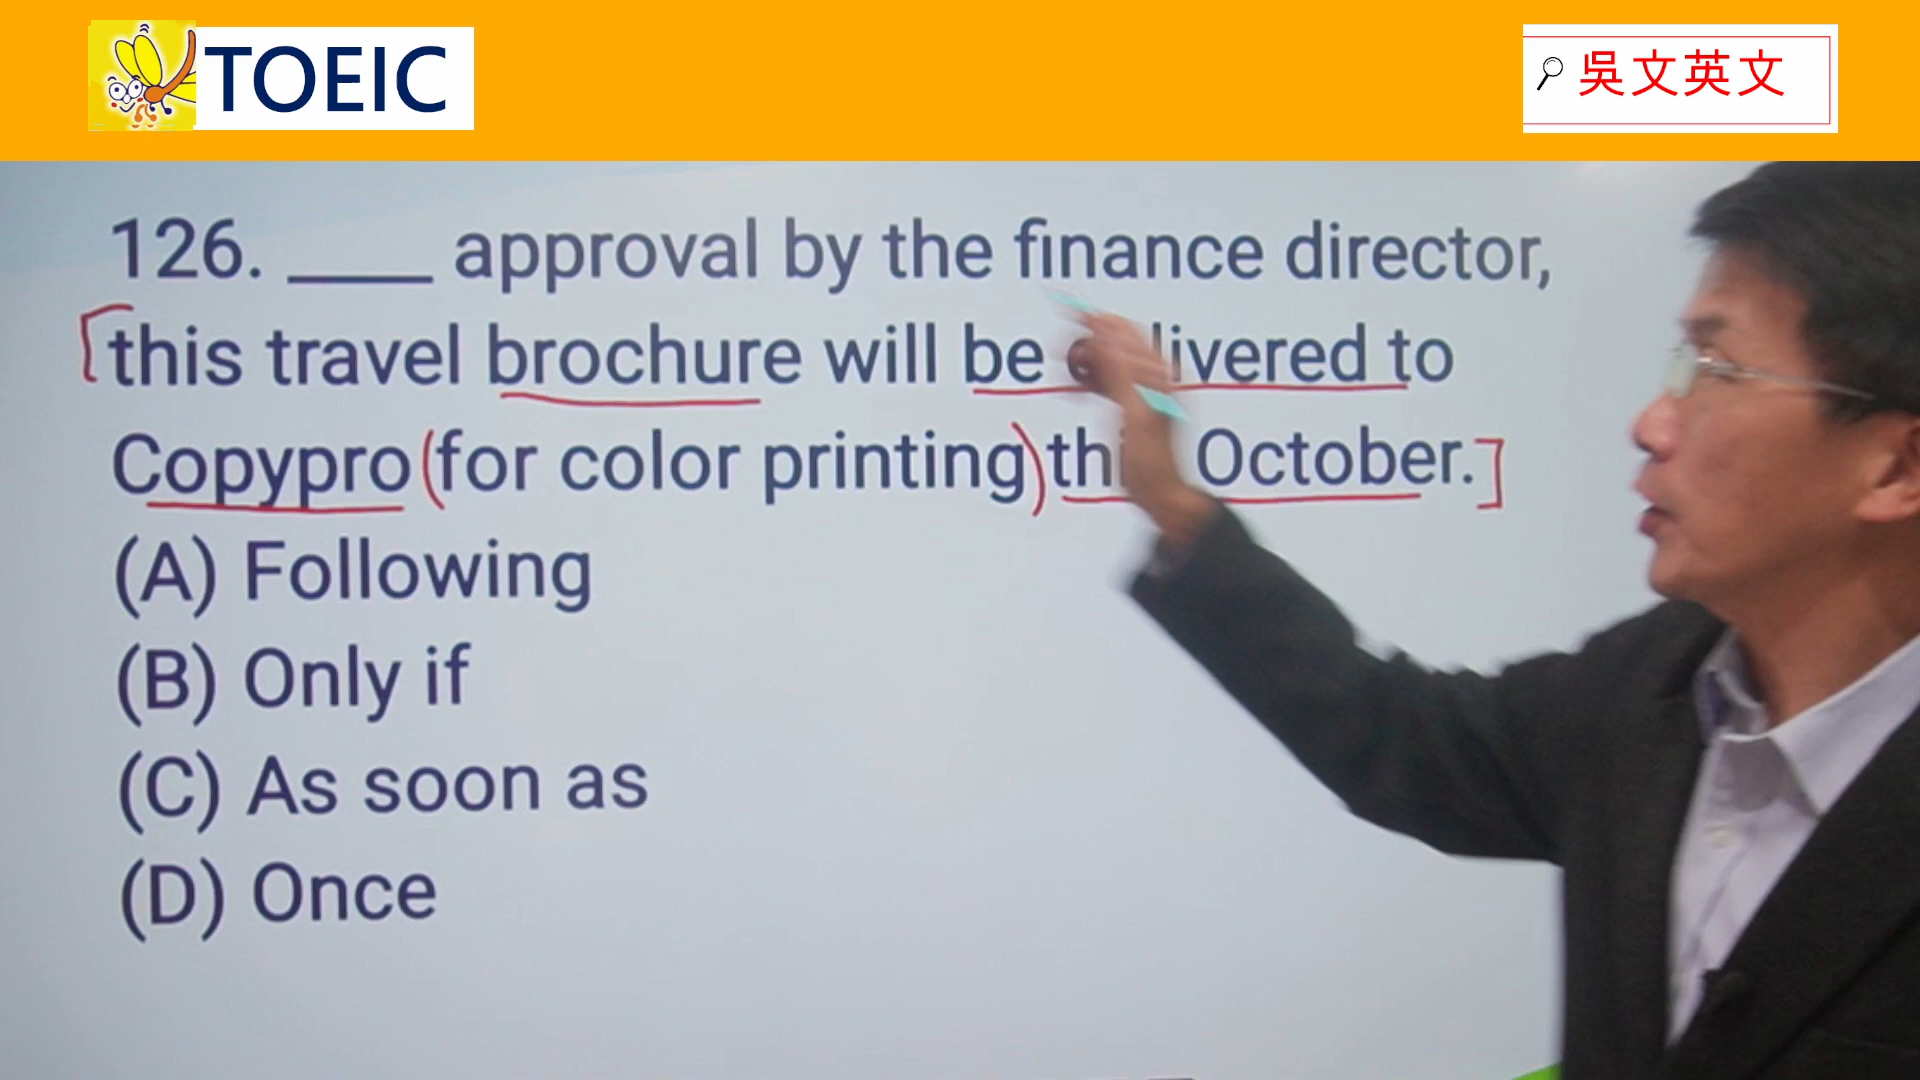 TOEIC
吳文英文
126. ____ approval by the finance director,
this travel brochure will be livered to
Copypro (for color printing) th October.
(A) Following
(B) Only if
(C) As soon as
(D) Once